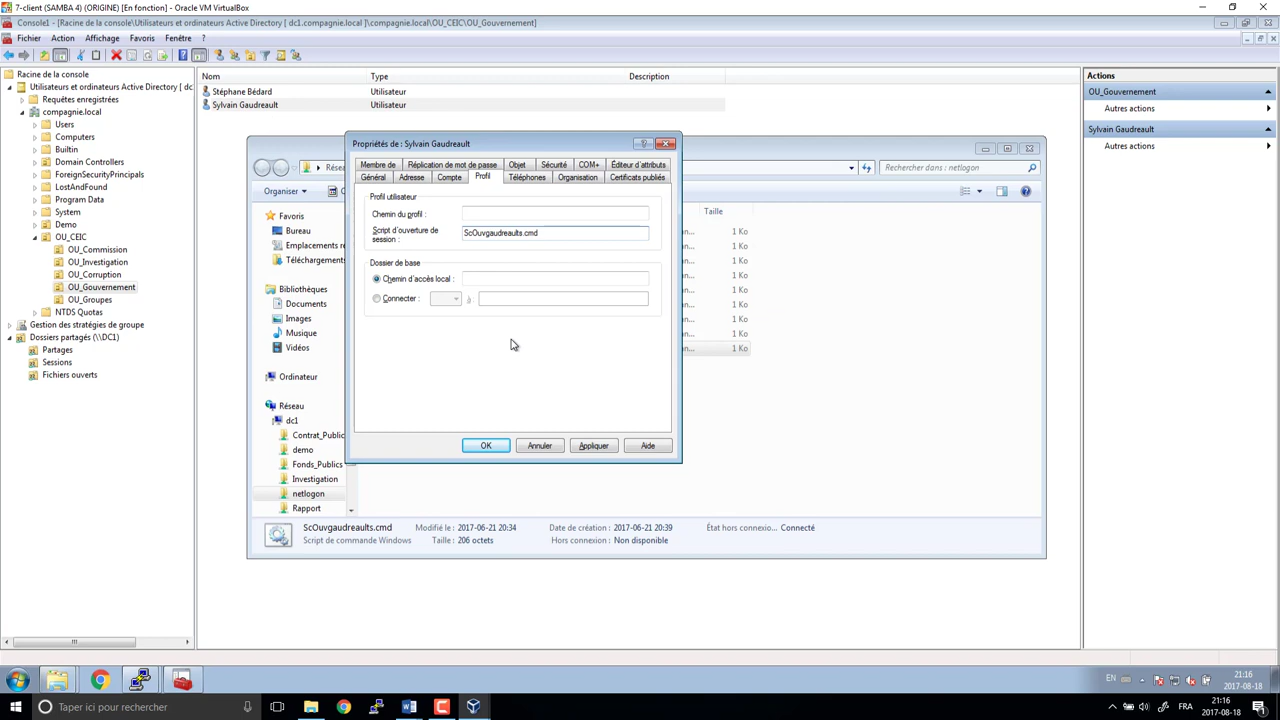 7-client (SAMBA 4) (ORIGINE) [En fonction] - Oracle VM VirtualBox
Console1 - [Racine de la console\Utilisateurs et ordinateurs Active Directory [ dc1.compagnie.local ]\compagnie.local\OU_CEIC\OU_Gouvernement]
Fichier Action Affichage Favoris Fenêtre ?
Racine de la console
Utilisateurs et ordinateurs Active Directory [ dc
Requêtes enregistrées
compagnie.local
Users
Computers
Builtin
Domain Controllers
ForeignSecurityPrincipals
LostAndFound
Program Data
System
Demo
OU_CEIC
OU_Commission
OU_Investigation
OU_Corruption
OU_Gouvernement
OU_Groupes
NTDS Quotas
Gestion des stratégies de groupe
Dossiers partagés (\\DC1)
Partages
Sessions
Fichiers ouverts
Nom Type Description
Stéphane Bédard Utilisateur
Sylvain Gaudreault Utilisateur
Actions
OU_Gouvernement
Autres actions
Sylvain Gaudreault
Autres actions
Rechercher dans : netlogon
Organiser
Favoris
Bureau
Emplacements re
Téléchargements
Bibliothèques
Documents
Images
Musique
Vidéos
Ordinateur
Réseau
dc1
Contrat_Public
demo
Fonds_Publics
Investigation
netlogon
Rapport
Taille
1 Ko
1 Ko
1 Ko
1 Ko
1 Ko
1 Ko
1 Ko
1 Ko
1 Ko
Propriétés de : Sylvain Gaudreault
Membre de Réplication de mot de passe Objet Sécurité COM+ Éditeur d'attributs
Général Adresse Compte Profil Téléphones Organisation Certificats publiés
Profil utilisateur
Chemin du profil :
Script d'ouverture de session : ScOuvgaudreaults.cmd
Dossier de base
Chemin d'accès local :
Connecter : à :
OK Annuler Appliquer Aide
ScOuvgaudreaults.cmd Modifié le : 2017-06-21 20:34 Date de création : 2017-06-21 20:39 État hors connexio... Connecté
Script de commande Windows Taille : 206 octets Hors connexion : Non disponible
EN 21:16
2017-08-18
Taper ici pour rechercher
FRA 21:16
2017-08-18